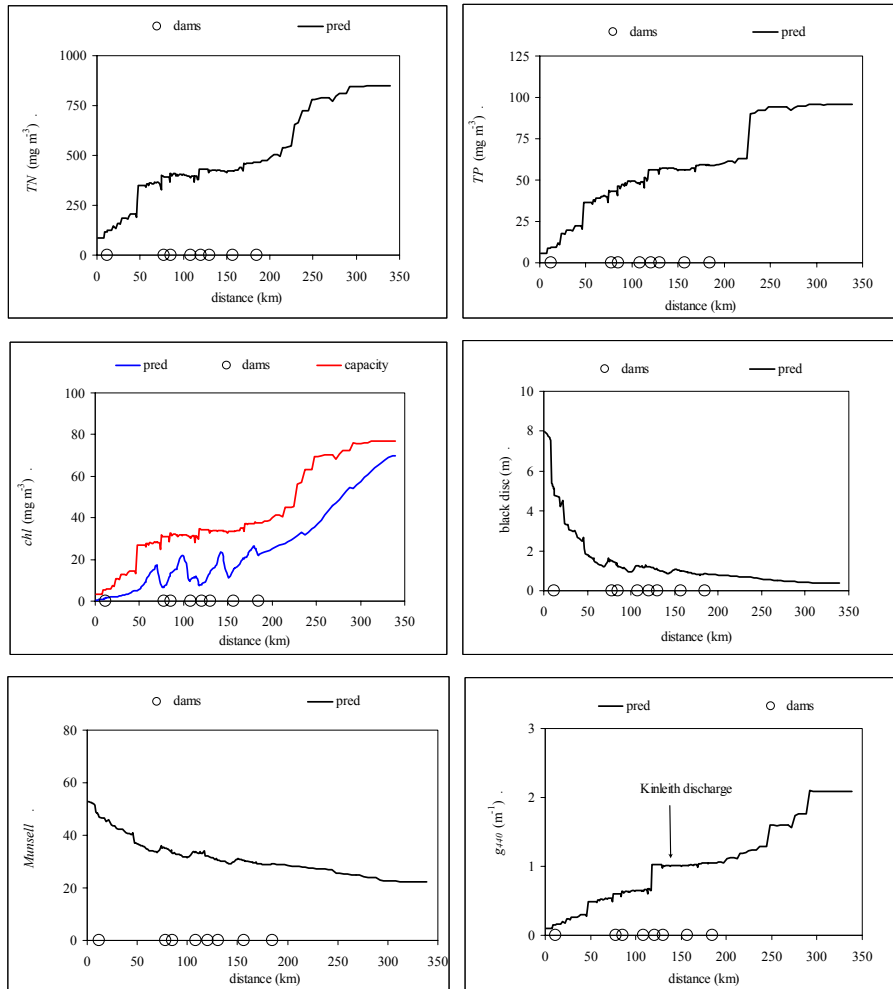 dams pred
1000
750
500
250
0
TN (mg m-3) .
0 50 100 150 200 250 300 350 400
distance (km)
dams pred
125
100
75
50
25
0
TP (mg m-3) .
0 50 100 150 200 250 300 350
distance (km)
pred dams capacity
100
80
60
40
20
0
chl (mg m-3) .
0 50 100 150 200 250 300 350
distance (km)
dams pred
10
8
6
4
2
0
black disc (m) .
0 50 100 150 200 250 300 350
distance (km)
dams pred
80
60
40
20
0
Munsell .
0 50 100 150 200 250 300 350
distance (km)
pred dams
3
2
1
0
g440 (m-1) .
Kinleith discharge
0 50 100 150 200 250 300 350
distance (km)